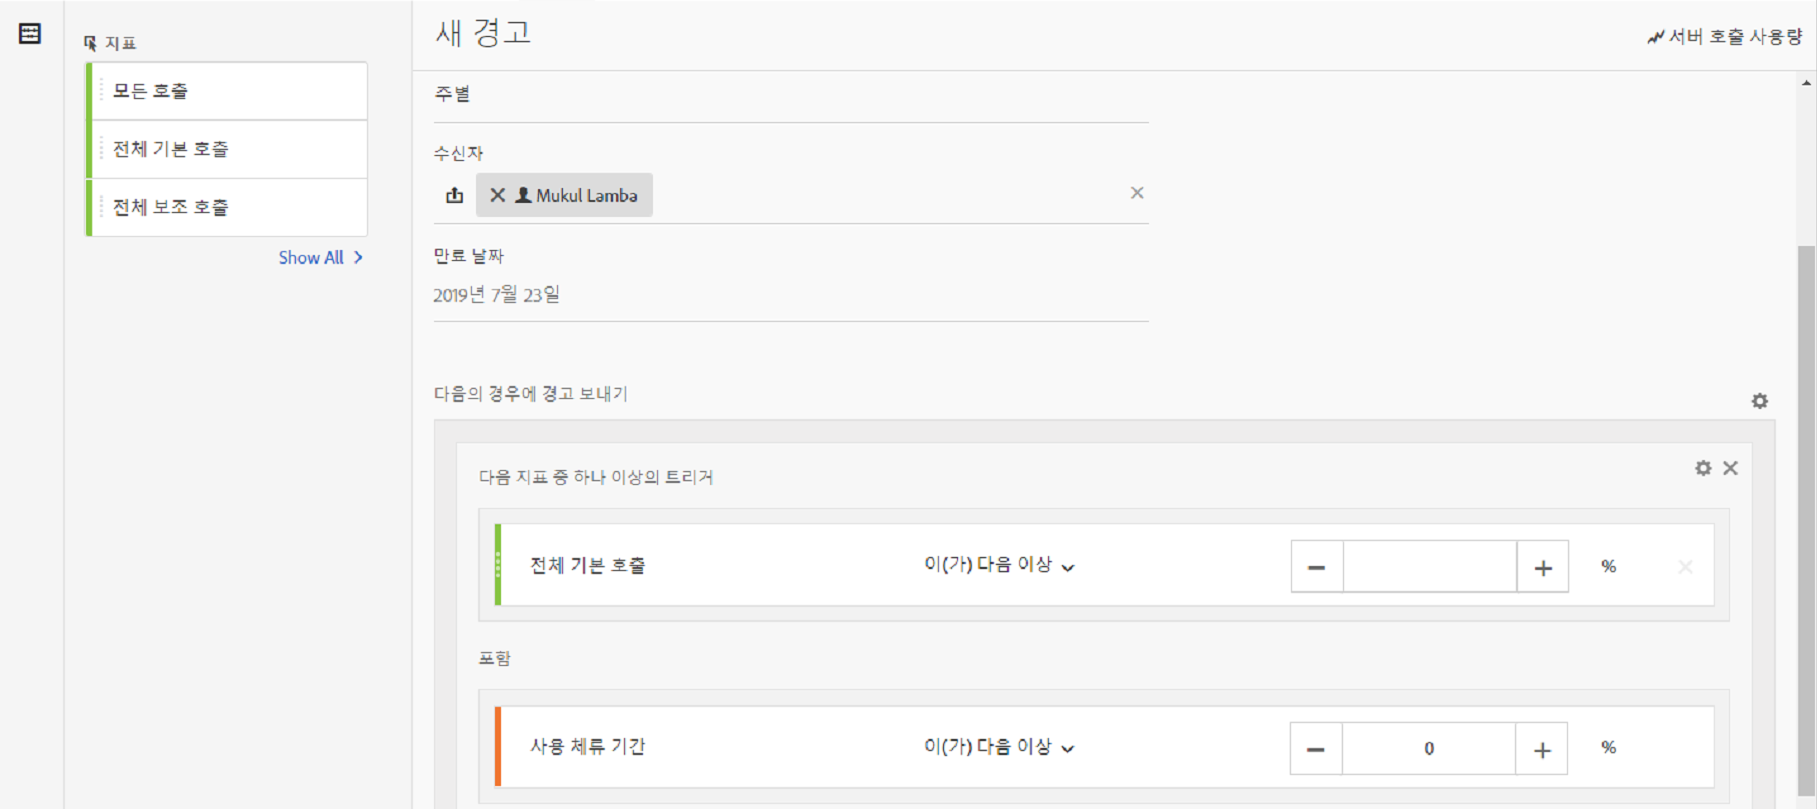 지표
모든 호출
전체 기본 호출
전체 보조 호출
Show All
새 경고
서버 호출 사용량
주별
수신자
Mukul Lamba
만료 날짜
2019년 7월 23일
다음의 경우에 경고 보내기
다음 지표 중 하나 이상의 트리거
전체 기본 호출 이(가) 다음 이상 %
포함
사용 체류 기간 이(가) 다음 이상 0 %